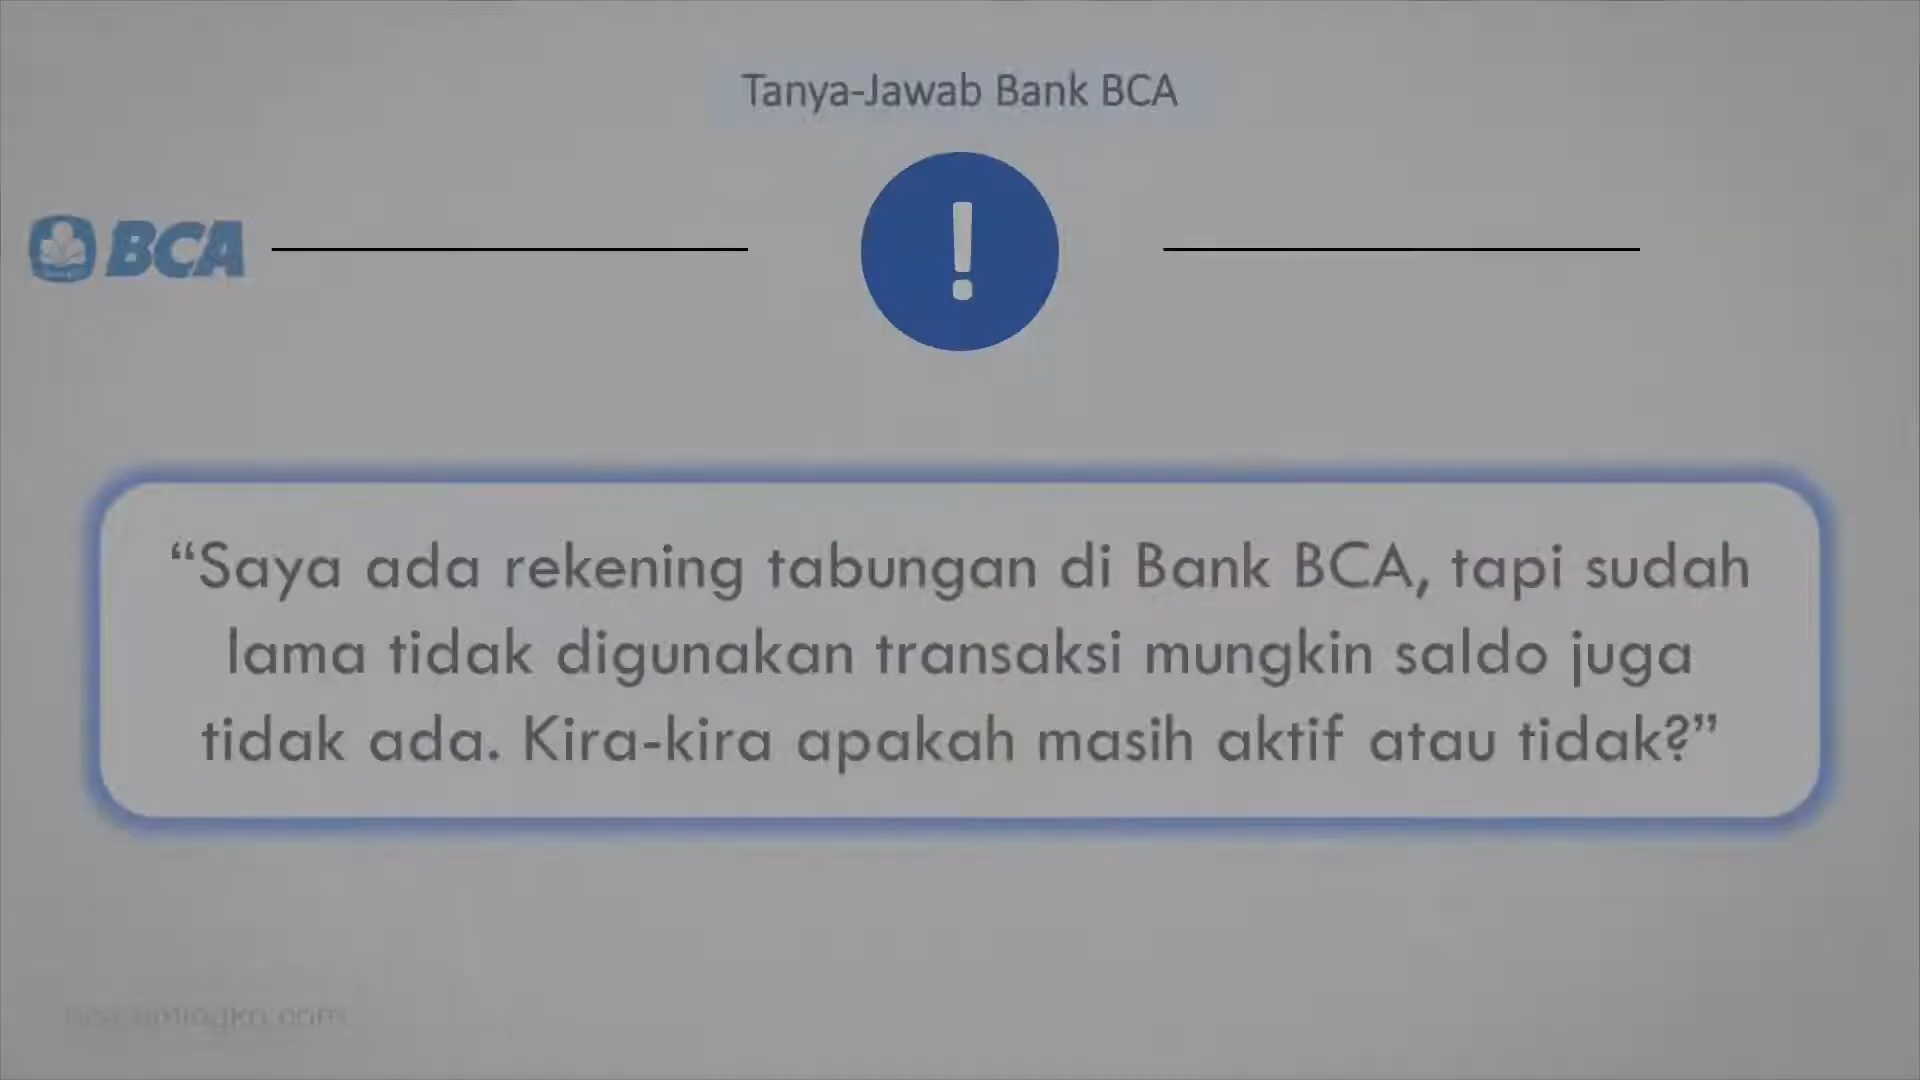 Tanya-Jawab Bank BCA
!
BCA
“Saya ada rekening tabungan di Bank BCA, tapi sudah
lama tidak digunakan transaksi mungkin saldo juga
tidak ada. Kira-kira apakah masih aktif atau tidak?”